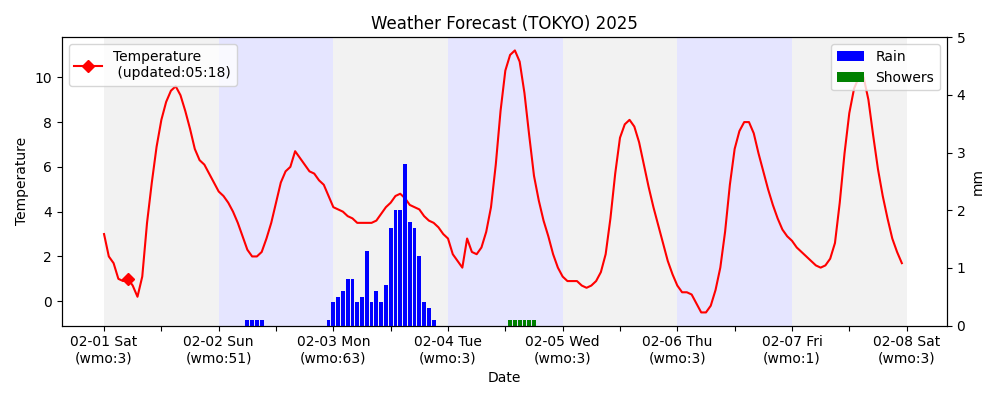 Weather Forecast (TOKYO) 2025
Temperature
(updated:05:18)
Rain
Showers
10
8
6
4
2
0
Temperature
5
4
3
2
1
0
mm
02-01 Sat
(wmo:3)
02-02 Sun
(wmo:51)
02-03 Mon
(wmo:63)
02-04 Tue
(wmo:3)
02-05 Wed
(wmo:3)
02-06 Thu
(wmo:3)
02-07 Fri
(wmo:1)
02-08 Sat
(wmo:3)
Date